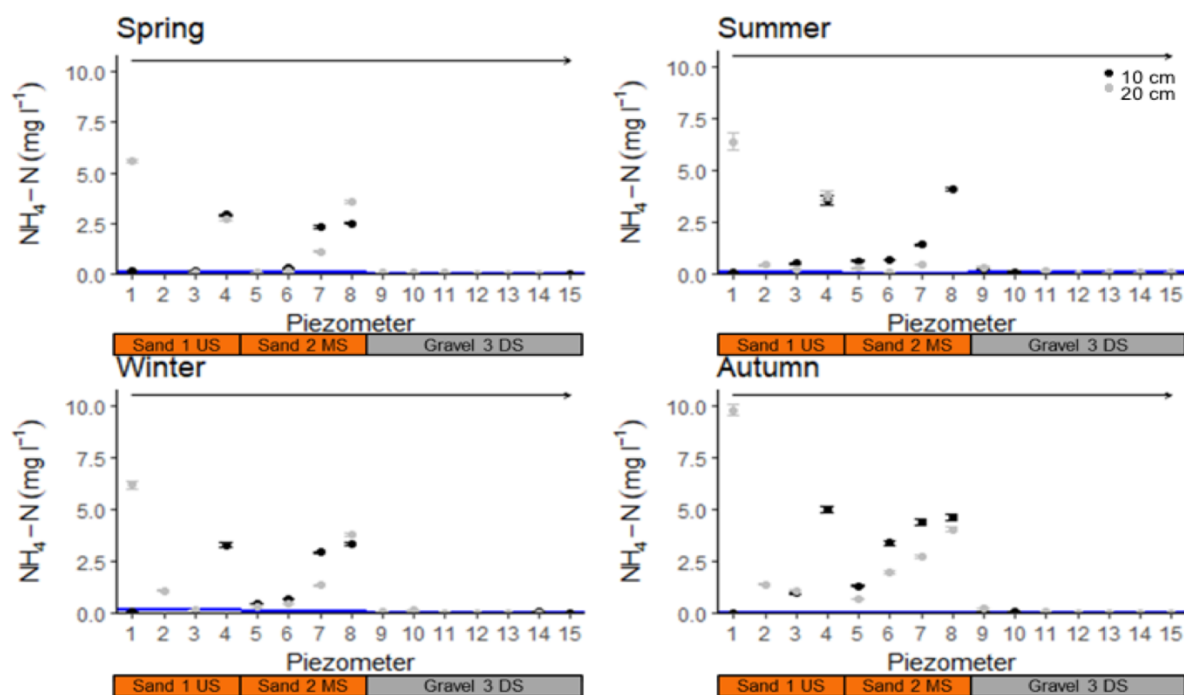 Spring
NH₄ – N (mg l⁻¹)
10.0
7.5
5.0
2.5
0.0
1 2 3 4 5 6 7 8 9 10 11 12 13 14 15
Piezometer
Sand 1 US Sand 2 MS Gravel 3 DS
Summer
NH₄ – N (mg l⁻¹)
10.0
7.5
5.0
2.5
0.0
10 cm
20 cm
1 2 3 4 5 6 7 8 9 10 11 12 13 14 15
Piezometer
Sand 1 US Sand 2 MS Gravel 3 DS
Winter
NH₄ – N (mg l⁻¹)
10.0
7.5
5.0
2.5
0.0
1 2 3 4 5 6 7 8 9 10 11 12 13 14 15
Piezometer
Sand 1 US Sand 2 MS Gravel 3 DS
Autumn
NH₄ – N (mg l⁻¹)
10.0
7.5
5.0
2.5
0.0
1 2 3 4 5 6 7 8 9 10 11 12 13 14 15
Piezometer
Sand 1 US Sand 2 MS Gravel 3 DS